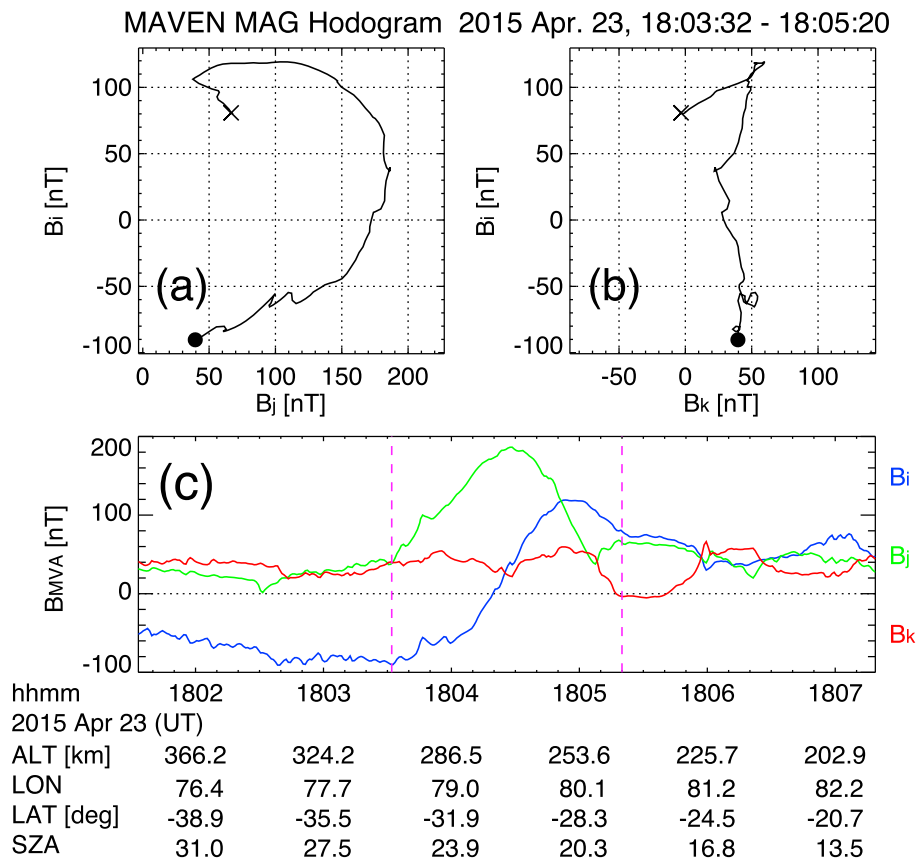 MAVEN MAG Hodogram 2015 Apr. 23, 18:03:32 - 18:05:20
Bi [nT]
100
50
0
-50
-100
(a)
0 50 100 150 200
Bj [nT]
Bi [nT]
100
50
0
-50
-100
(b)
-50 0 50 100
Bk [nT]
BMVA [nT]
200
100
0
-100
(c)
Bi
Bj
Bk
hhmm 1802 1803 1804 1805 1806 1807
2015 Apr 23 (UT)
ALT [km] 366.2 324.2 286.5 253.6 225.7 202.9
LON 76.4 77.7 79.0 80.1 81.2 82.2
LAT [deg] -38.9 -35.5 -31.9 -28.3 -24.5 -20.7
SZA 31.0 27.5 23.9 20.3 16.8 13.5